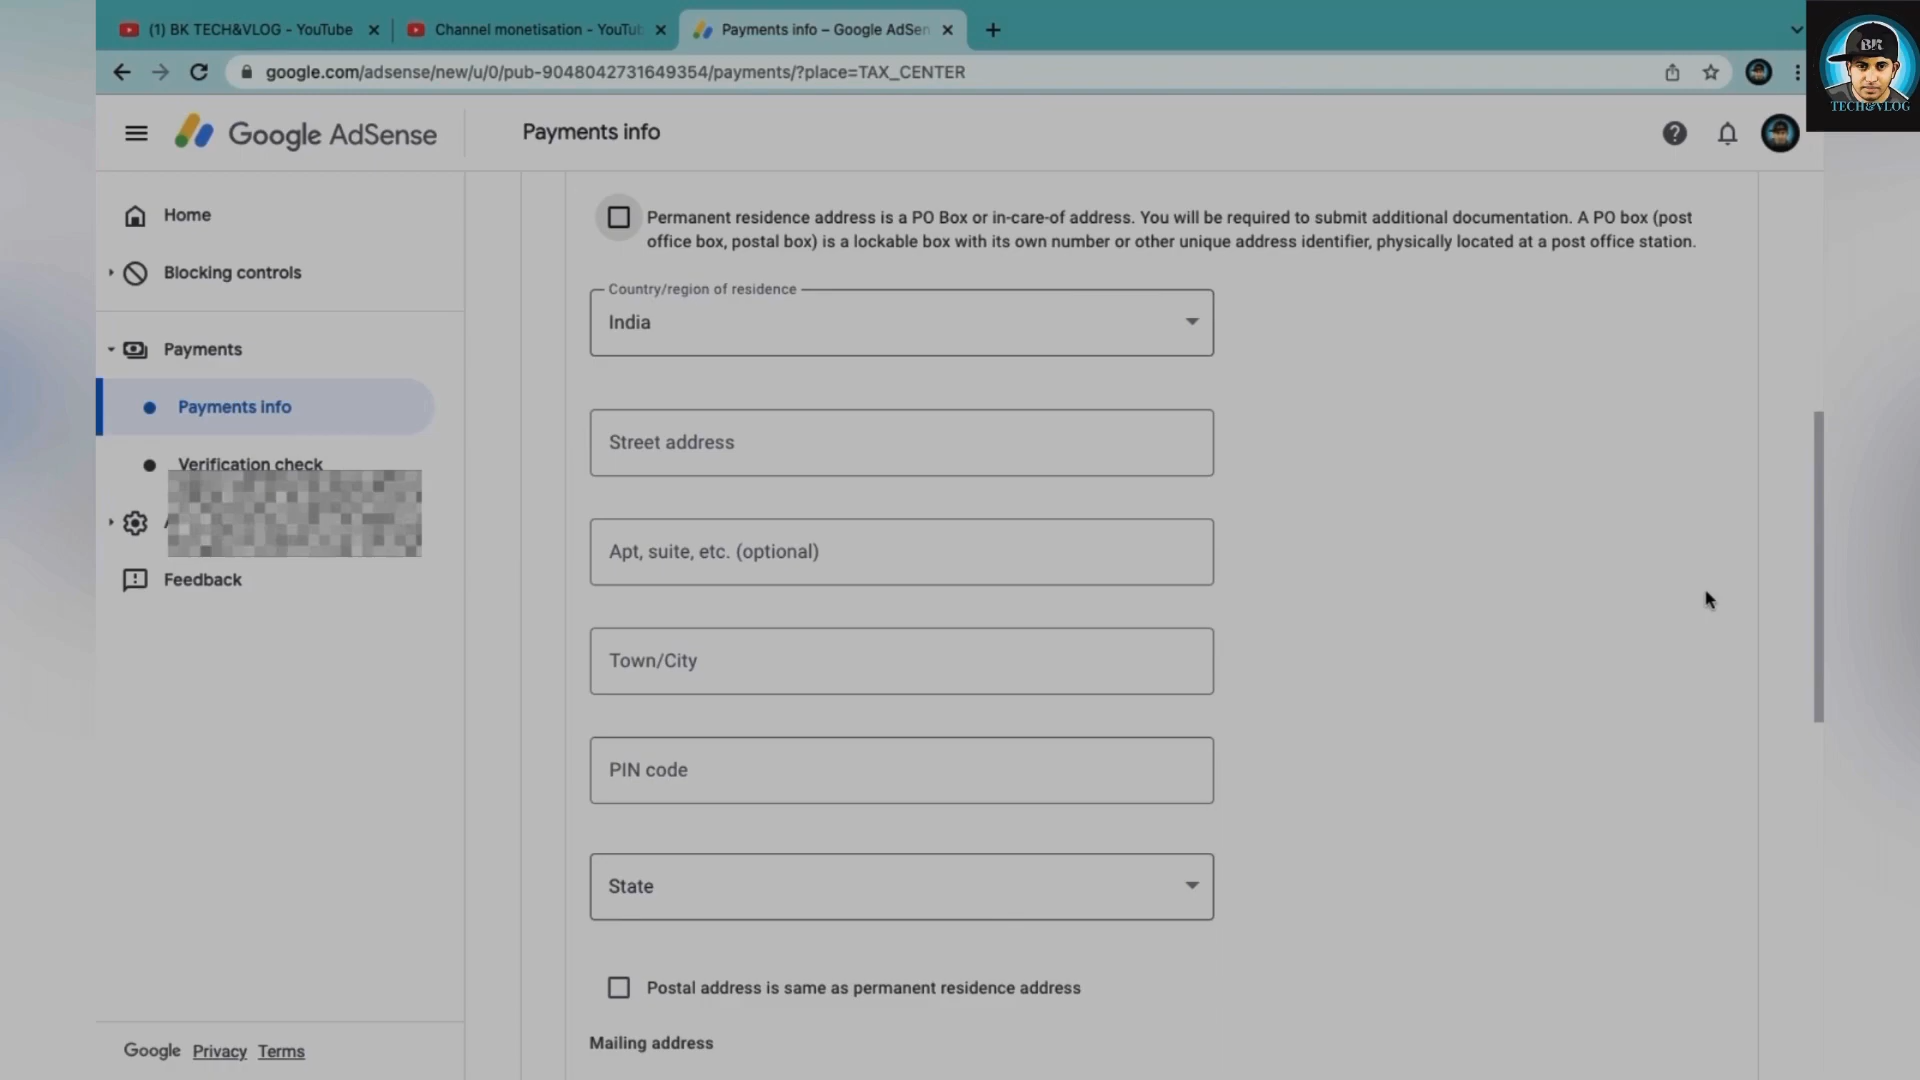 (1) BK TECH&VLOG - YouTube
Channel monetisation - YouTub
Payments info – Google AdSen
google.com/adsense/new/u/0/pub-9048042731649354/payments/?place=TAX_CENTER
BK
TECH&VLOG
Google AdSense
Payments info
Home
Blocking controls
Payments
Payments info
Verification check
Feedback
Permanent residence address is a PO Box or in-care-of address. You will be required to submit additional documentation. A PO box (post
office box, postal box) is a lockable box with its own number or other unique address identifier, physically located at a post office station.
Country/region of residence
India
Street address
Apt, suite, etc. (optional)
Town/City
PIN code
State
Postal address is same as permanent residence address
Mailing address
Google Privacy Terms